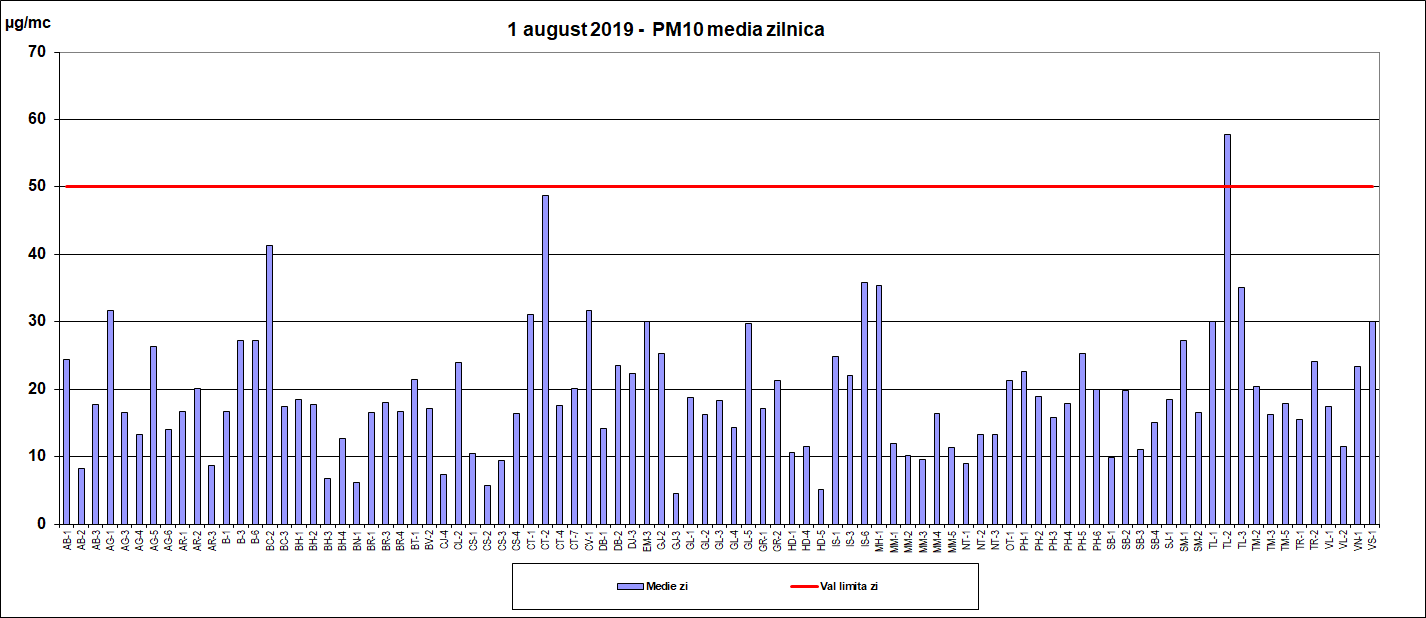 µg/mc
1 august 2019 - PM10 media zilnica
70
60
50
40
30
20
10
0
AB-1 AB-2 AB-3 AG-1 AG-3 AG-4 AG-5 AG-6 AR-1 AR-2 AR-3 B-1 B-3 B-6 BC-2 BC-3 BH-1 BH-2 BH-3 BH-4 BN-1 BR-1 BR-3 BR-4 BT-1 BV-2 CJ-4 CL-2 CS-1 CS-2 CS-3 CS-4 CT-1 CT-2 CT-4 CT-7 CV-1 DB-1 DB-2 DJ-3 EM-3 GJ-2 GJ-3 GL-1 GL-2 GL-3 GL-4 GL-5 GR-1 GR-2 HD-1 HD-4 HD-5 IS-1 IS-3 IS-6 MH-1 MM-1 MM-2 MM-3 MM-4 MM-5 NT-1 NT-2 NT-3 OT-1 PH-1 PH-2 PH-3 PH-4 PH-5 PH-6 SB-1 SB-2 SB-3 SB-4 SJ-1 SM-1 SM-2 TL-1 TL-2 TL-3 TM-2 TM-3 TM-5 TR-1 TR-2 VL-1 VL-2 VN-1 VS-1
Medie zi Val limita zi